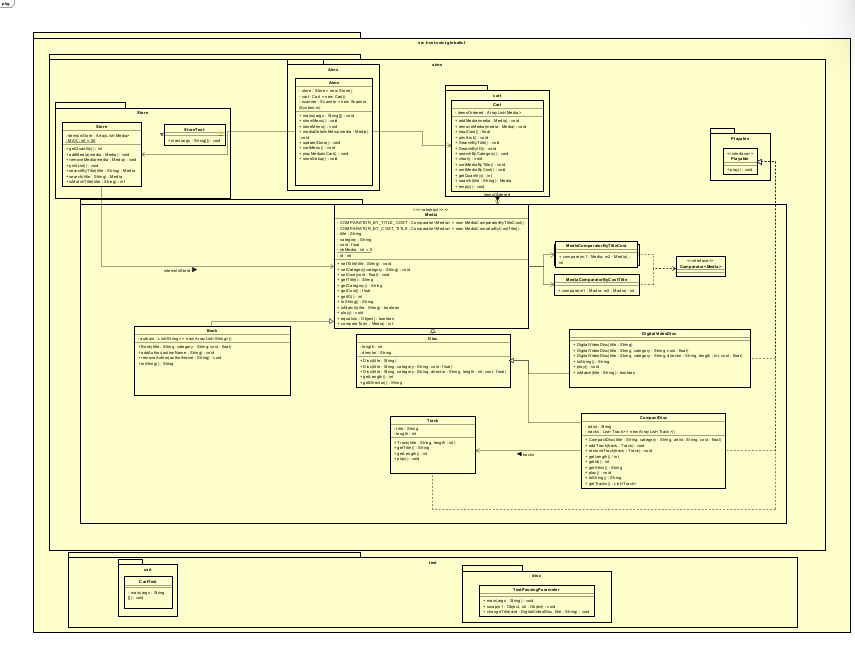 pkg
aims
Store
Store
- itemsInStore : ArrayList<Media>
- MAX : int = 20
+ getQuantity() : int
+ addMedia(media : Media) : void
+ removeMedia(media : Media) : void
+ printList() : void
+ searchByTitle(title : String) : Media
+ search(title : String) : Media
+ isMatchTitle(title : String) : int
StoreTest
+ main(args : String[]) : void
Aims
Aims
- store : Store = new Store()
- cart : Cart = new Cart()
- scanner : Scanner = new Scanner
(System.in)
+ main(args : String[]) : void
+ showMenu() : void
+ storeMenu() : void
+ mediaDetailsMenu(media : Media)
: void
+ updateStore() : void
+ cartMenu() : void
+ playMediaInCart() : void
+ storeSetup() : void
cart
Cart
- itemsOrdered : ArrayList<Media>
+ addMedia(media : Media) : void
+ removeMedia(media : Media) : void
+ totalCost() : float
+ printList() : void
+ SearchByTitle() : void
+ SearchByID() : void
+ searchByCategory() : void
+ clear() : void
+ sortMediaByTitle() : void
+ sortMediaByCost() : void
+ getQuantity() : int
+ search(title : String) : Media
+ empty() : void
itemsOrdered
Playable
<<interface>>
Playable
+ play() : void
Media
- COMPARATOR_BY_TITLE_COST : Comparator<Media> = new MediaComparatorByTitleCost()
- COMPARATOR_BY_COST_TITLE : Comparator<Media> = new MediaComparatorByCostTitle()
- title : String
- category : String
- cost : float
- nbMedia : int = 0
- id : int
+ setTitle(title : String) : void
+ setCategory(category : String) : void
+ setCost(cost : float) : void
+ getTitle() : String
+ getCategory() : String
+ getCost() : float
+ getID() : int
+ toString() : String
+ isMatch(title : String) : boolean
+ play() : void
+ equals(o : Object) : boolean
+ compareTo(m : Media) : int
MediaComparatorByTitleCost
+ compare(m1 : Media, m2 : Media) :
int
MediaComparatorByCostTitle
+ compare(m1 : Media, m2 : Media) : int
<<interface>>
Comparator<Media>
itemsInStore
Book
- authors : List<String> = new ArrayList<String>()
+ Book(title : String, category : String, cost : float)
+ addAuthor(authorName : String) : void
+ removeAuthor(authorName : String) : void
+ toString() : String
Disc
- length : int
- director : String
+ Disc(title : String)
+ Disc(title : String, category : String, cost : float)
+ Disc(title : String, category : String, director : String, length : int, cost : float)
+ getLength() : int
+ getDirector() : String
DigitalVideoDisc
+ DigitalVideoDisc(title : String)
+ DigitalVideoDisc(title : String, category : String, cost : float)
+ DigitalVideoDisc(title : String, category : String, director : String, length : int, cost : float)
+ toString() : String
+ play() : void
+ isMatch(title : String) : boolean
Track
- title : String
- length : int
+ Track(title : String, length : int)
+ getTitle() : String
+ getLength() : int
+ play() : void
tracks
CompactDisc
- artist : String
- tracks : List<Track> = new ArrayList<Track>()
+ CompactDisc(title : String, category : String, artist : String, cost : float)
+ addTrack(track : Track) : void
+ removeTrack(track : Track) : void
+ getLength() : int
+ getId() : int
+ getArtist() : String
+ play() : void
+ toString() : String
+ getTracks() : List<Track>
test
cart
CartTest
- main(args : String
[]) : void
disc
TestPassingParameter
+ main(args : String[]) : void
+ swap(o1 : Object, o2 : Object) : void
+ changeTitle(dvd : DigitalVideoDisc, title : String) : void